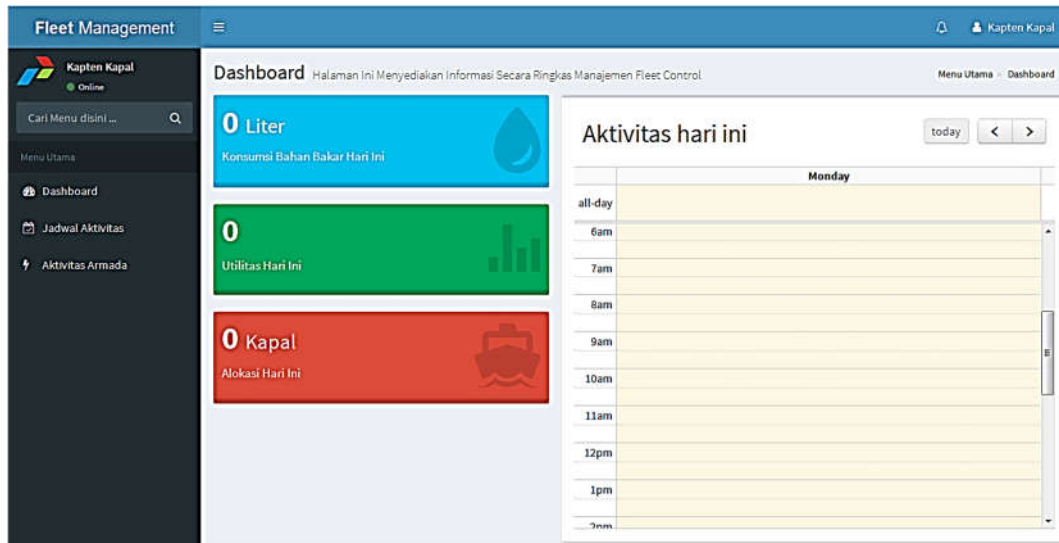 Fleet Management
Kapten Kapal
Kapten Kapal
Online
Cari Menu disini ...
Menu Utama
Dashboard
Jadwal Aktivitas
Aktivitas Armada
Dashboard Halaman Ini Menyediakan Informasi Secara Ringkas Manajemen Fleet Control
Menu Utama > Dashboard
0 Liter
Konsumsi Bahan Bakar Hari Ini
0
Utilitas Hari Ini
0 Kapal
Alokasi Hari Ini
Aktivitas hari ini
today
Monday
all-day
6am
7am
8am
9am
10am
11am
12pm
1pm
2pm